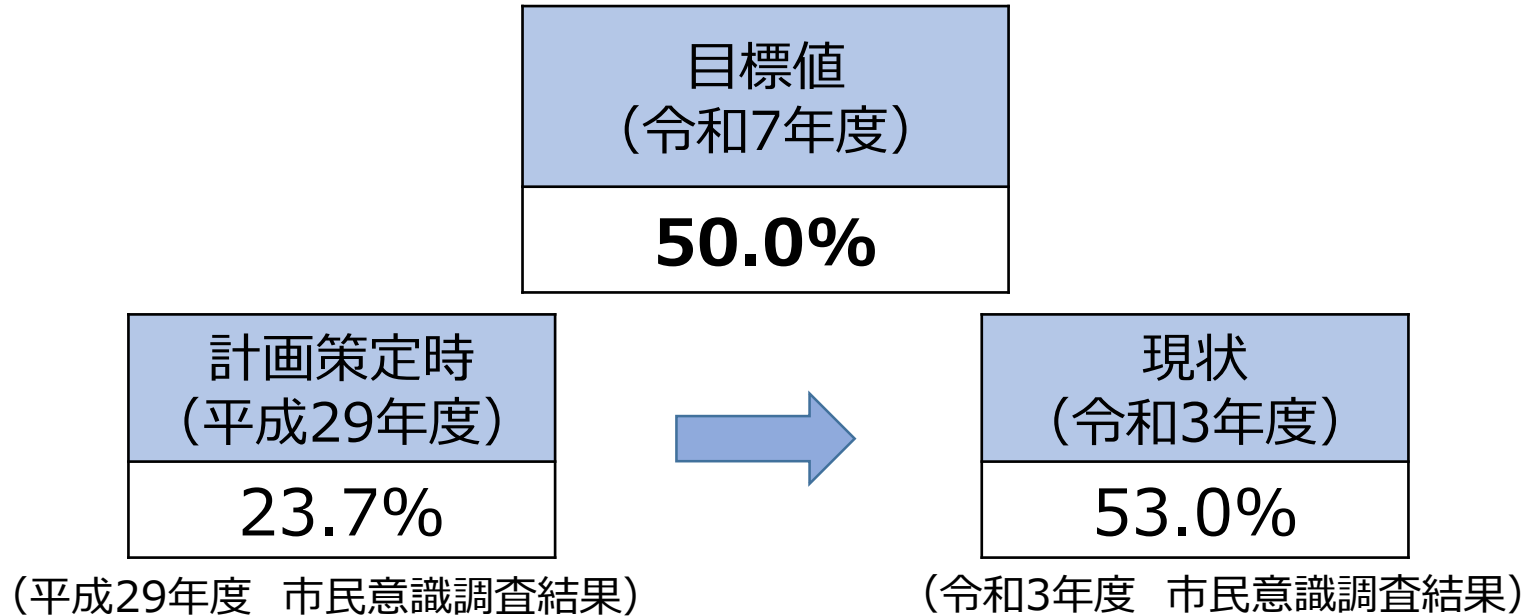 目標値
（令和7年度）
50.0%
計画策定時
（平成29年度）
23.7%
（平成29年度　市民意識調査結果）
現状
（令和3年度）
53.0%
（令和3年度　市民意識調査結果）